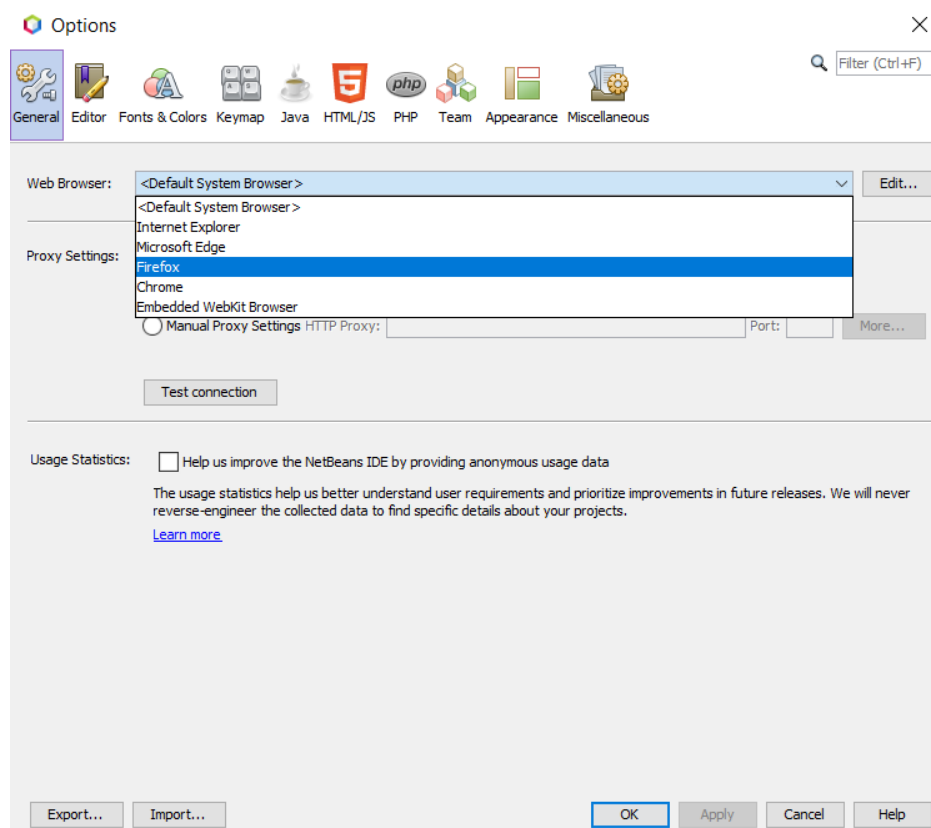 Options
Filter (Ctrl+F)
General Editor Fonts & Colors Keymap Java HTML/JS PHP Team Appearance Miscellaneous
5
php
A
Web Browser: <Default System Browser> Edit...
<Default System Browser>
Internet Explorer
Microsoft Edge
Proxy Settings:
Firefox
Chrome
Embedded WebKit Browser
Manual Proxy Settings HTTP Proxy: Port: More...
Test connection
Usage Statistics: Help us improve the NetBeans IDE by providing anonymous usage data
The usage statistics help us better understand user requirements and prioritize improvements in future releases. We will never
reverse-engineer the collected data to find specific details about your projects.
Learn more
Export... Import... OK Apply Cancel Help